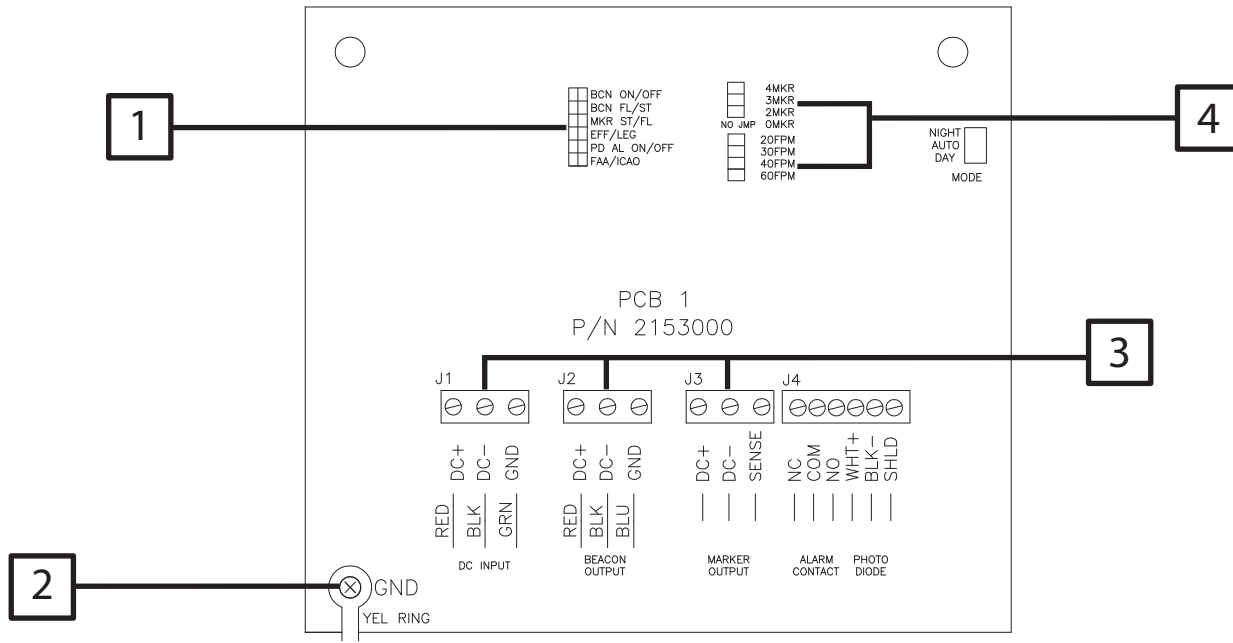 1
BCN ON/OFF
BCN FL/ST
MKR ST/FL
EFF/LEG
PD AL ON/OFF
FAA/ICAO
4MKR
3MKR
2MKR
NO JMP 0MKR
20FPM
30FPM
40FPM
60FPM
NIGHT
AUTO
DAY
MODE
4
PCB 1
P/N 2153000
3
J1
J2
J3
J4
DC+
DC-
GND
DC+
DC-
GND
DC+
DC-
SENSE
NC
COM
NO
WHT+
BLK-
SHLD
RED
BLK
GRN
RED
BLK
BLU
DC INPUT
BEACON
OUTPUT
MARKER
OUTPUT
ALARM
CONTACT
PHOTO
DIODE
2
GND
YEL RING